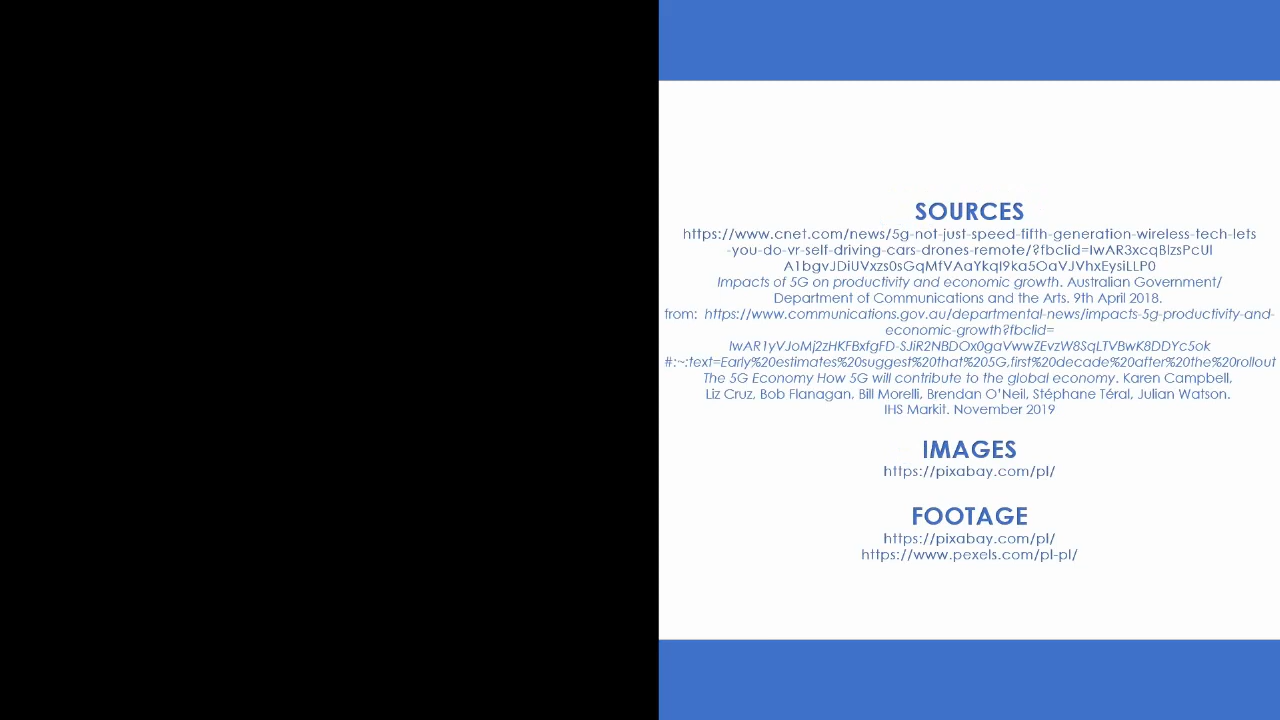 SOURCES
https://www.cnet.com/news/5g-not-just-speed-fifth-generation-wireless-tech-lets
-you-do-vr-self-driving-cars-drones-remote/?fbclid=IwAR3xcqBlzsPcUI
A1bgvJDiUVxzs0sGqMfVAaYkqI9ka5OaVJVhxEysiLLP0
Impacts of 5G on productivity and economic growth. Australian Government/
Department of Communications and the Arts. 9th April 2018.
from: https://www.communications.gov.au/departmental-news/impacts-5g-productivity-and-
economic-growth?fbclid=
IwAR1yVJoMj2zHKFBxfgFD-SJiR2NBDOx0gaVwwZEvzW8SqLTVBwK8DDYc5ok
#:~:text=Early%20estimates%20suggest%20that%205G,first%20decade%20after%20the%20rollout
The 5G Economy How 5G will contribute to the global economy. Karen Campbell,
Liz Cruz, Bob Flanagan, Bill Morelli, Brendan O'Neil, Stéphane Téral, Julian Watson.
IHS Markit. November 2019
IMAGES
https://pixabay.com/pl/
FOOTAGE
https://pixabay.com/pl/
https://www.pexels.com/pl-pl/